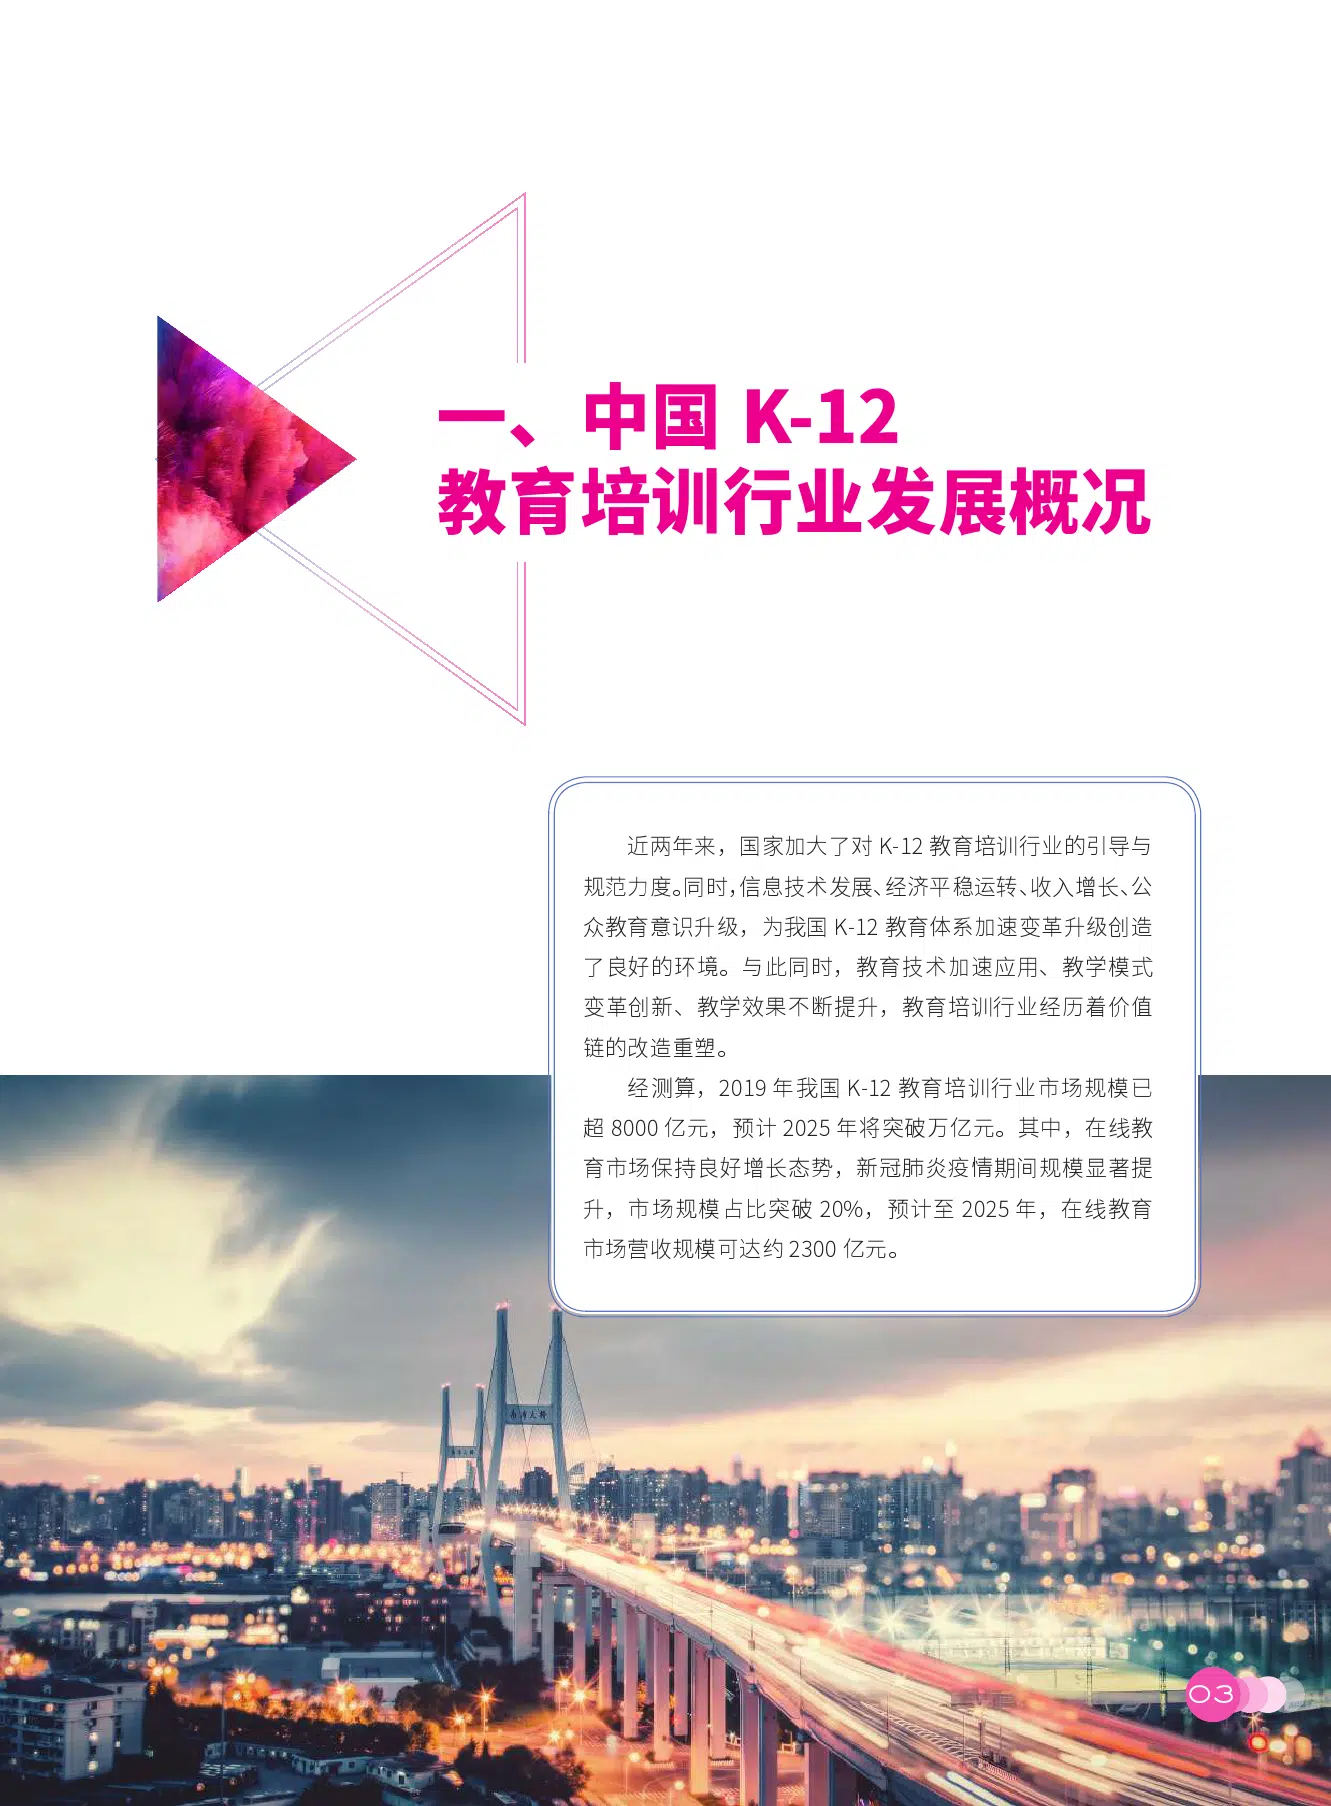 一、中国 K-12
教育培训行业发展概况
近两年来，国家加大了对 K-12 教育培训行业的引导与
规范力度。同时，信息技术发展、经济平稳运转、收入增长、公
众教育意识升级，为我国 K-12 教育体系加速变革升级创造
了良好的环境。与此同时，教育技术加速应用、教学模式
变革创新、教学效果不断提升，教育培训行业经历着价值
链的改造重塑。
经测算，2019 年我国 K-12 教育培训行业市场规模已
超 8000 亿元，预计 2025 年将突破万亿元。其中，在线教
育市场保持良好增长态势，新冠肺炎疫情期间规模显著提
升，市场规模占比突破 20%，预计至 2025 年，在线教育
市场营收规模可达约 2300 亿元。
03